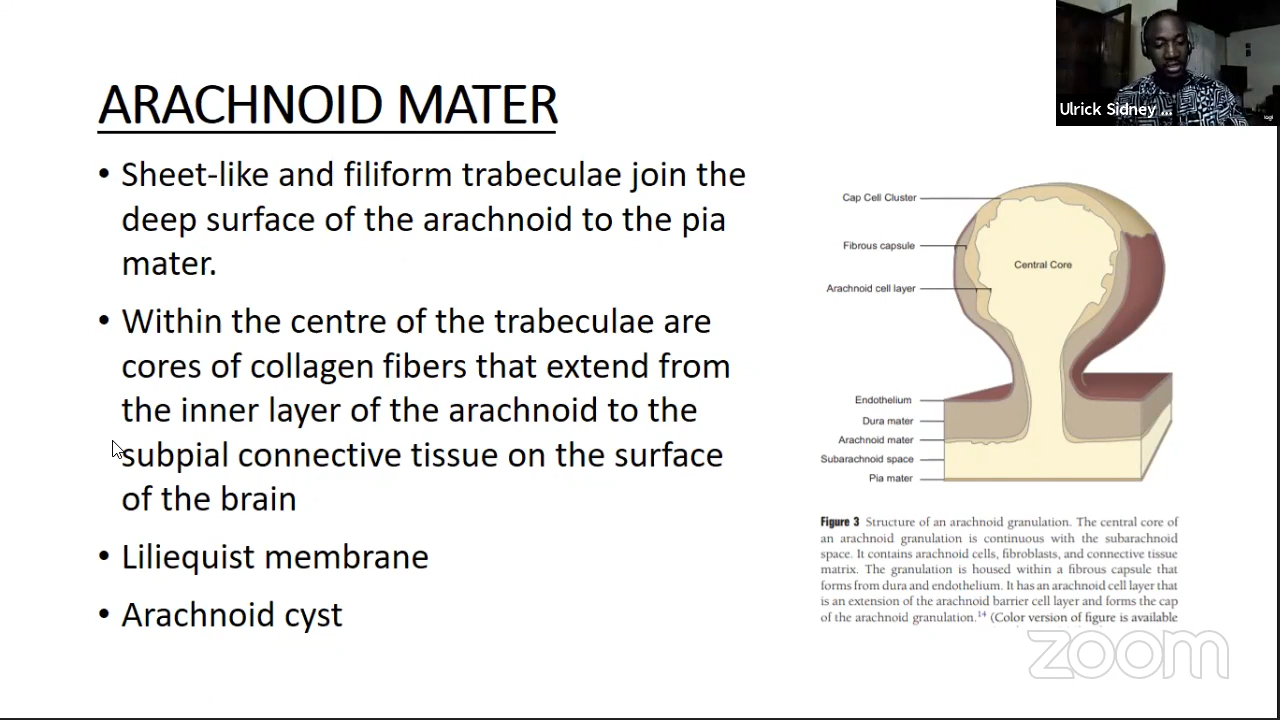 ARACHNOID MATER
• Sheet-like and filiform trabeculae join the
deep surface of the arachnoid to the pia
mater.
• Within the centre of the trabeculae are
cores of collagen fibers that extend from
the inner layer of the arachnoid to the
subpial connective tissue on the surface
of the brain
• Liliequist membrane
• Arachnoid cyst
Ulrick Sidney ...
Cap Cell Cluster
Fibrous capsule
Central Core
Arachnoid cell layer
Endothelium
Dura mater
Arachnoid mater
Subarachnoid space
Pia mater
Figure 3 Structure of an arachnoid granulation. The central core of
an arachnoid granulation is continuous with the subarachnoid
space. It contains arachnoid cells, fibroblasts, and connective tissue
matrix. The granulation is housed within a fibrous capsule that
forms from dura and endothelium. It has an arachnoid cell layer that
is an extension of the arachnoid barrier cell layer and forms the cap
of the arachnoid granulation.14 (Color version of figure is available
zoom